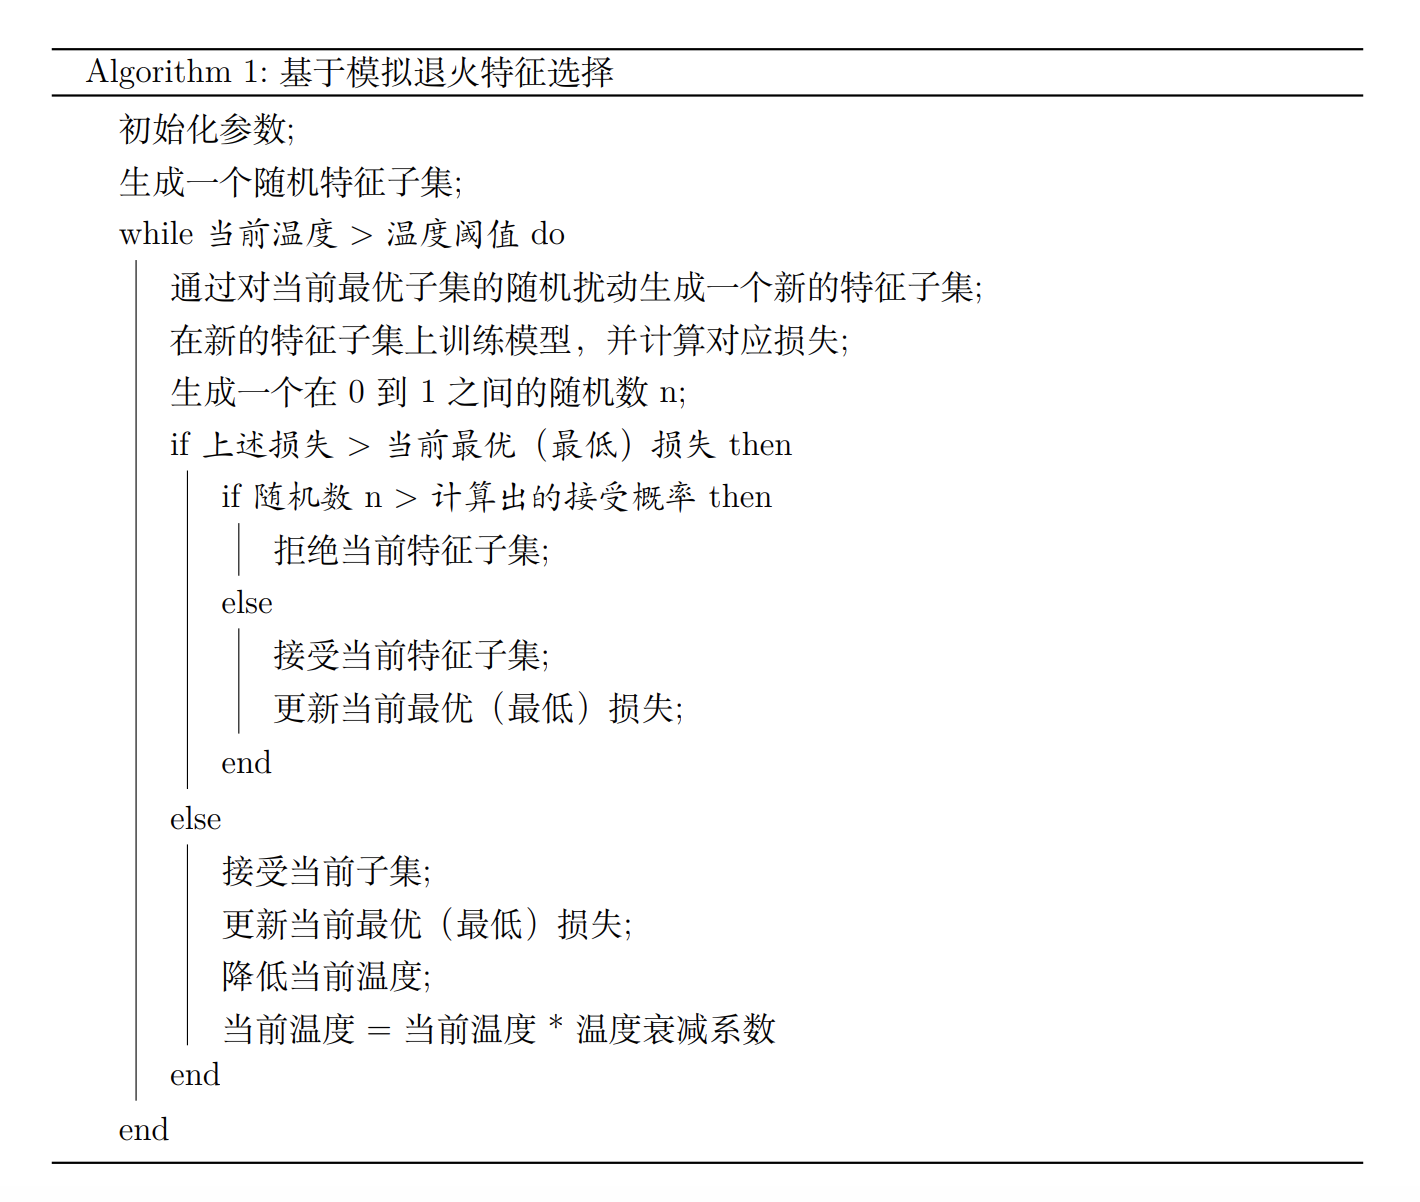 Algorithm 1: 基于模拟退火特征选择
初始化参数;
生成一个随机特征子集;
while 当前温度 > 温度阈值 do
通过对当前最优子集的随机扰动生成一个新的特征子集;
在新的特征子集上训练模型，并计算对应损失;
生成一个在 0 到 1 之间的随机数 n;
if 上述损失 > 当前最优（最低）损失 then
if 随机数 n > 计算出的接受概率 then
拒绝当前特征子集;
else
接受当前特征子集;
更新当前最优（最低）损失;
end
else
接受当前子集;
更新当前最优（最低）损失;
降低当前温度;
当前温度 = 当前温度 * 温度衰减系数
end
end